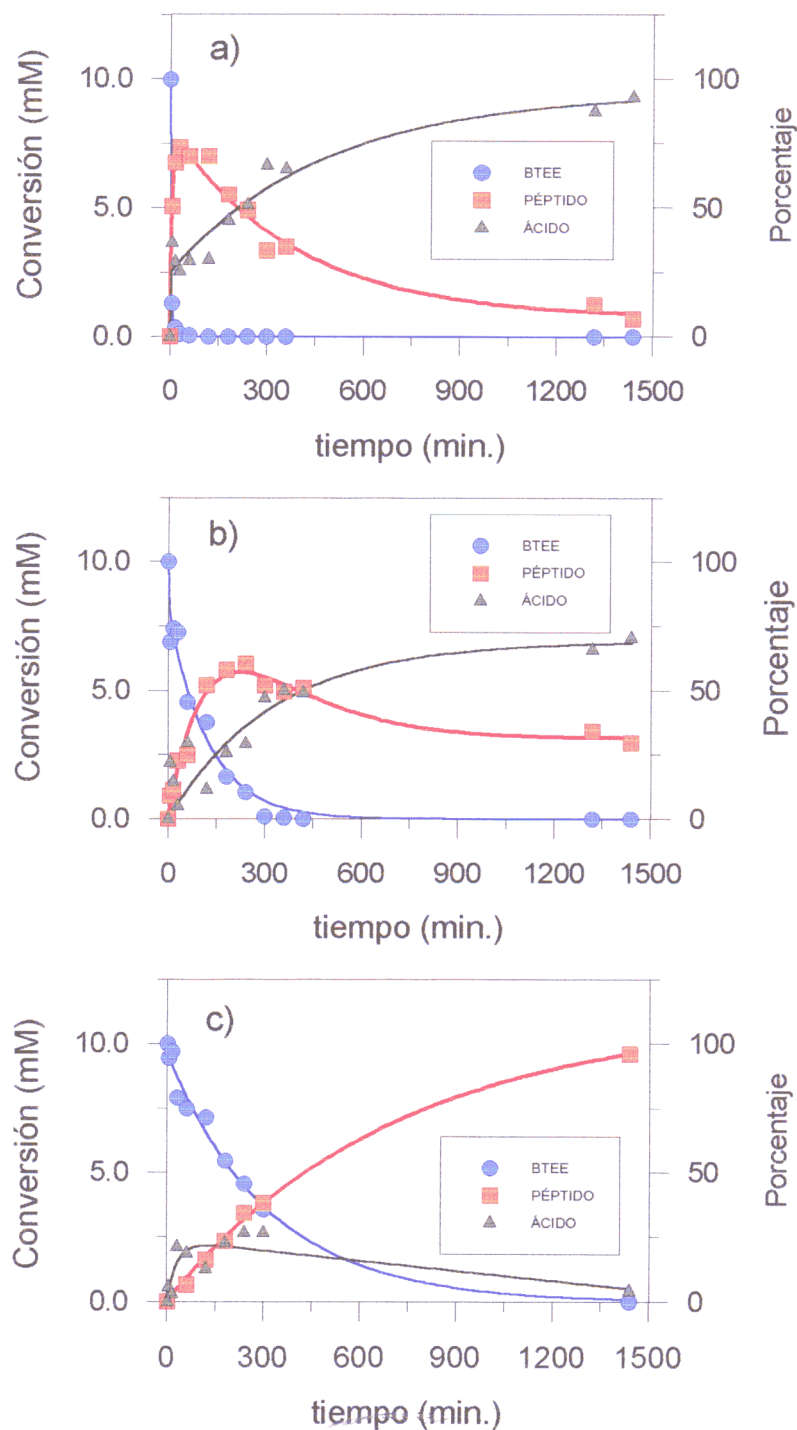 a)
Conversión (mM)
10.0
5.0
0.0
100
50
0
Porcentaje
BTEE
PÉPTIDO
ÁCIDO
0 300 600 900 1200 1500
tiempo (min.)
b)
Conversión (mM)
10.0
5.0
0.0
100
50
0
Porcentaje
BTEE
PÉPTIDO
ÁCIDO
0 300 600 900 1200 1500
tiempo (min.)
c)
Conversión (mM)
10.0
5.0
0.0
100
50
0
Porcentaje
BTEE
PÉPTIDO
ÁCIDO
0 300 600 900 1200 1500
tiempo (min.)